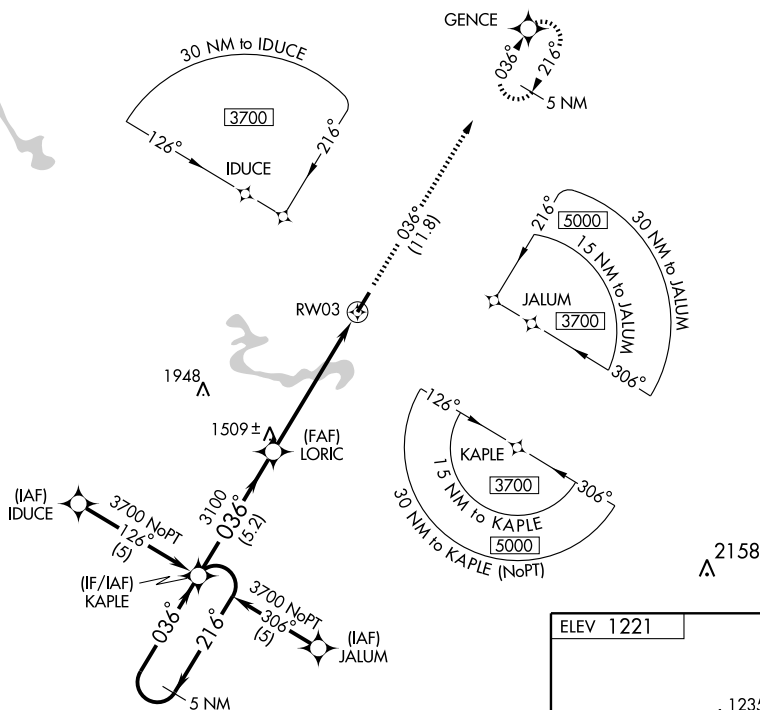 GENCE
036°
216°
5 NM
30 NM to IDUCE
3700
126°
216°
IDUCE
036°
(11.8)
216°
5000
30 NM to JALUM
15 NM to JALUM
JALUM
3700
306°
RW03
1948
1509 ±
(FAF)
LORIC
126°
KAPLE
306°
3700
15 NM to KAPLE
5000
30 NM to KAPLE (NoPT)
2158
3100
036°
(5.2)
(IAF)
IDUCE
3700 NoPT
126°
(5)
(IF/IAF)
KAPLE
3700 NoPT
306°
(5)
(IAF)
JALUM
036°
216°
5 NM
ELEV 1221
1235